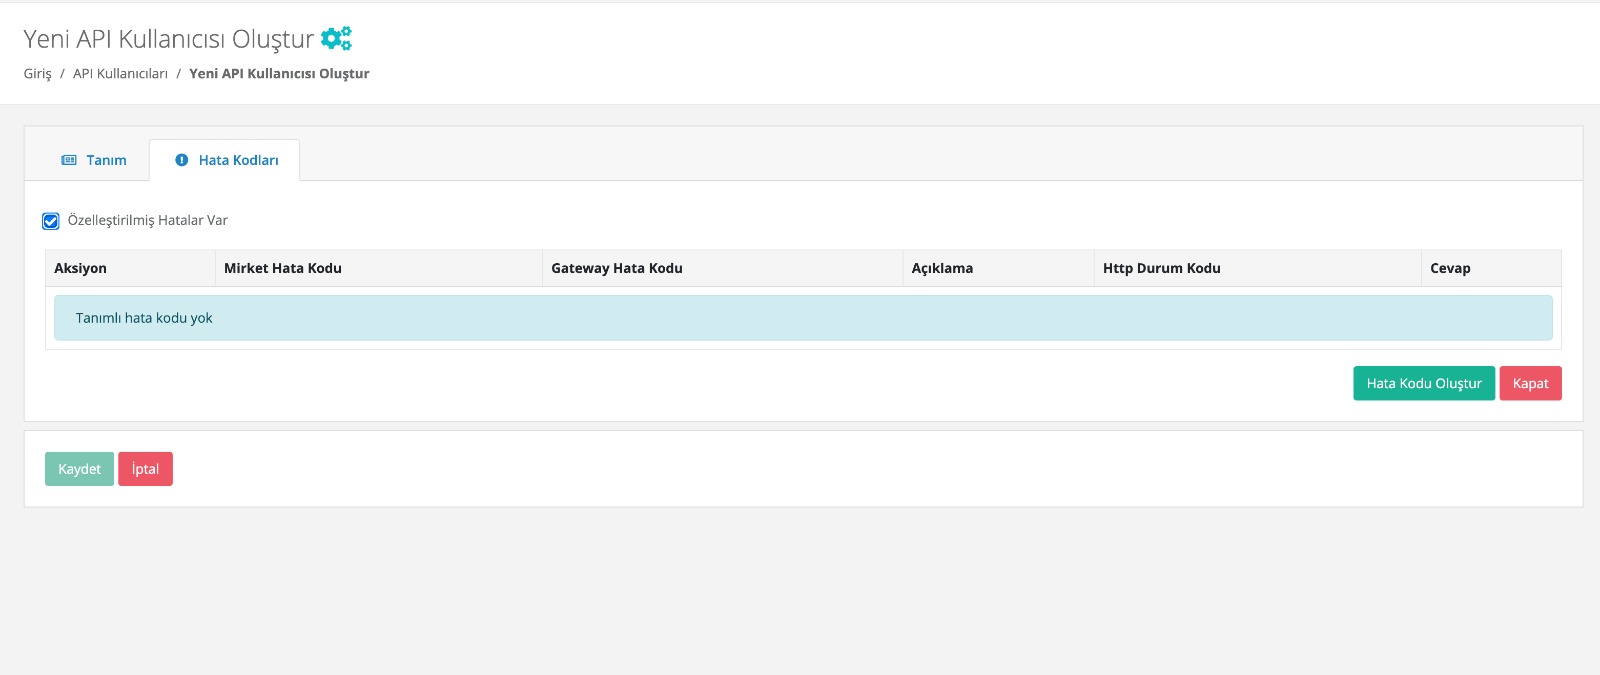 Yeni API Kullanıcısı Oluştur
Giriş / API Kullanıcıları / Yeni API Kullanıcısı Oluştur
Tanım Hata Kodları
Özelleştirilmiş Hatalar Var
Aksiyon Mirket Hata Kodu Gateway Hata Kodu Açıklama Http Durum Kodu Cevap
Tanımlı hata kodu yok
Hata Kodu Oluştur Kapat
Kaydet İptal